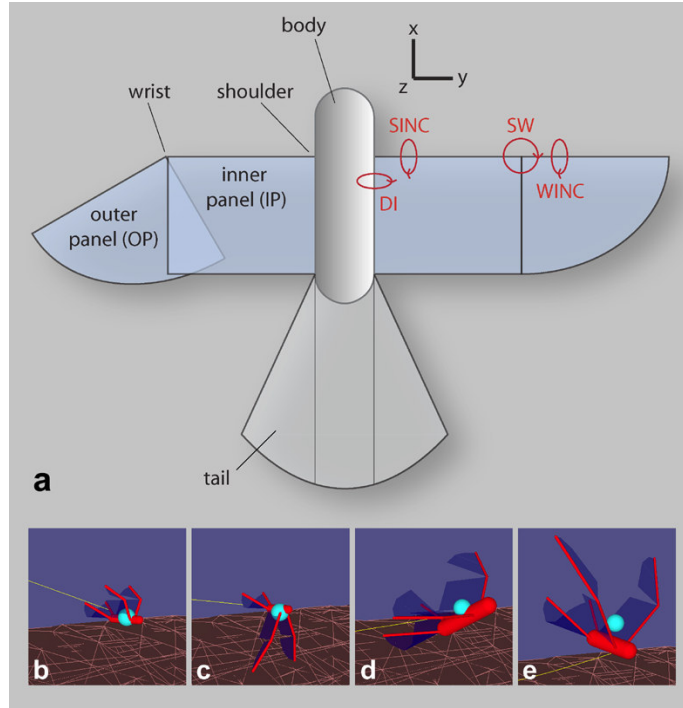 body
x
z
y
wrist
shoulder
SINC
SW
inner
panel (IP)
DI
WINC
outer
panel (OP)
a
tail
b
c
d
e